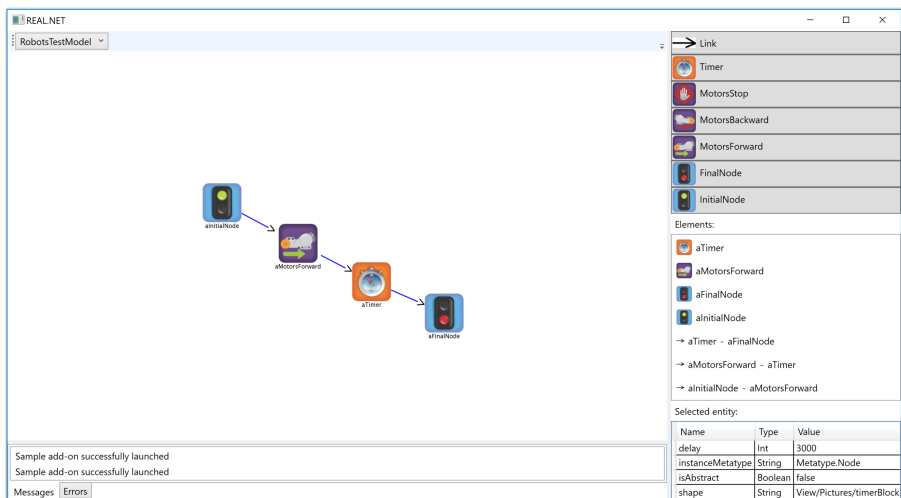 REAL.NET
RobotsTestModel
Link
Timer
MotorsStop
MotorsBackward
MotorsForward
FinalNode
InitialNode
aInitialNode
aMotorsForward
aTimer
aFinalNode
Elements:
aTimer
aMotorsForward
aFinalNode
aInitialNode
→ aTimer - aFinalNode
→ aMotorsForward - aTimer
→ aInitialNode - aMotorsForward
Selected entity:
Name Type Value
delay Int 3000
instanceMetatype String Metatype.Node
isAbstract Boolean false
shape String View/Pictures/timerBlock
Sample add-on successfully launched
Sample add-on successfully launched
Messages Errors